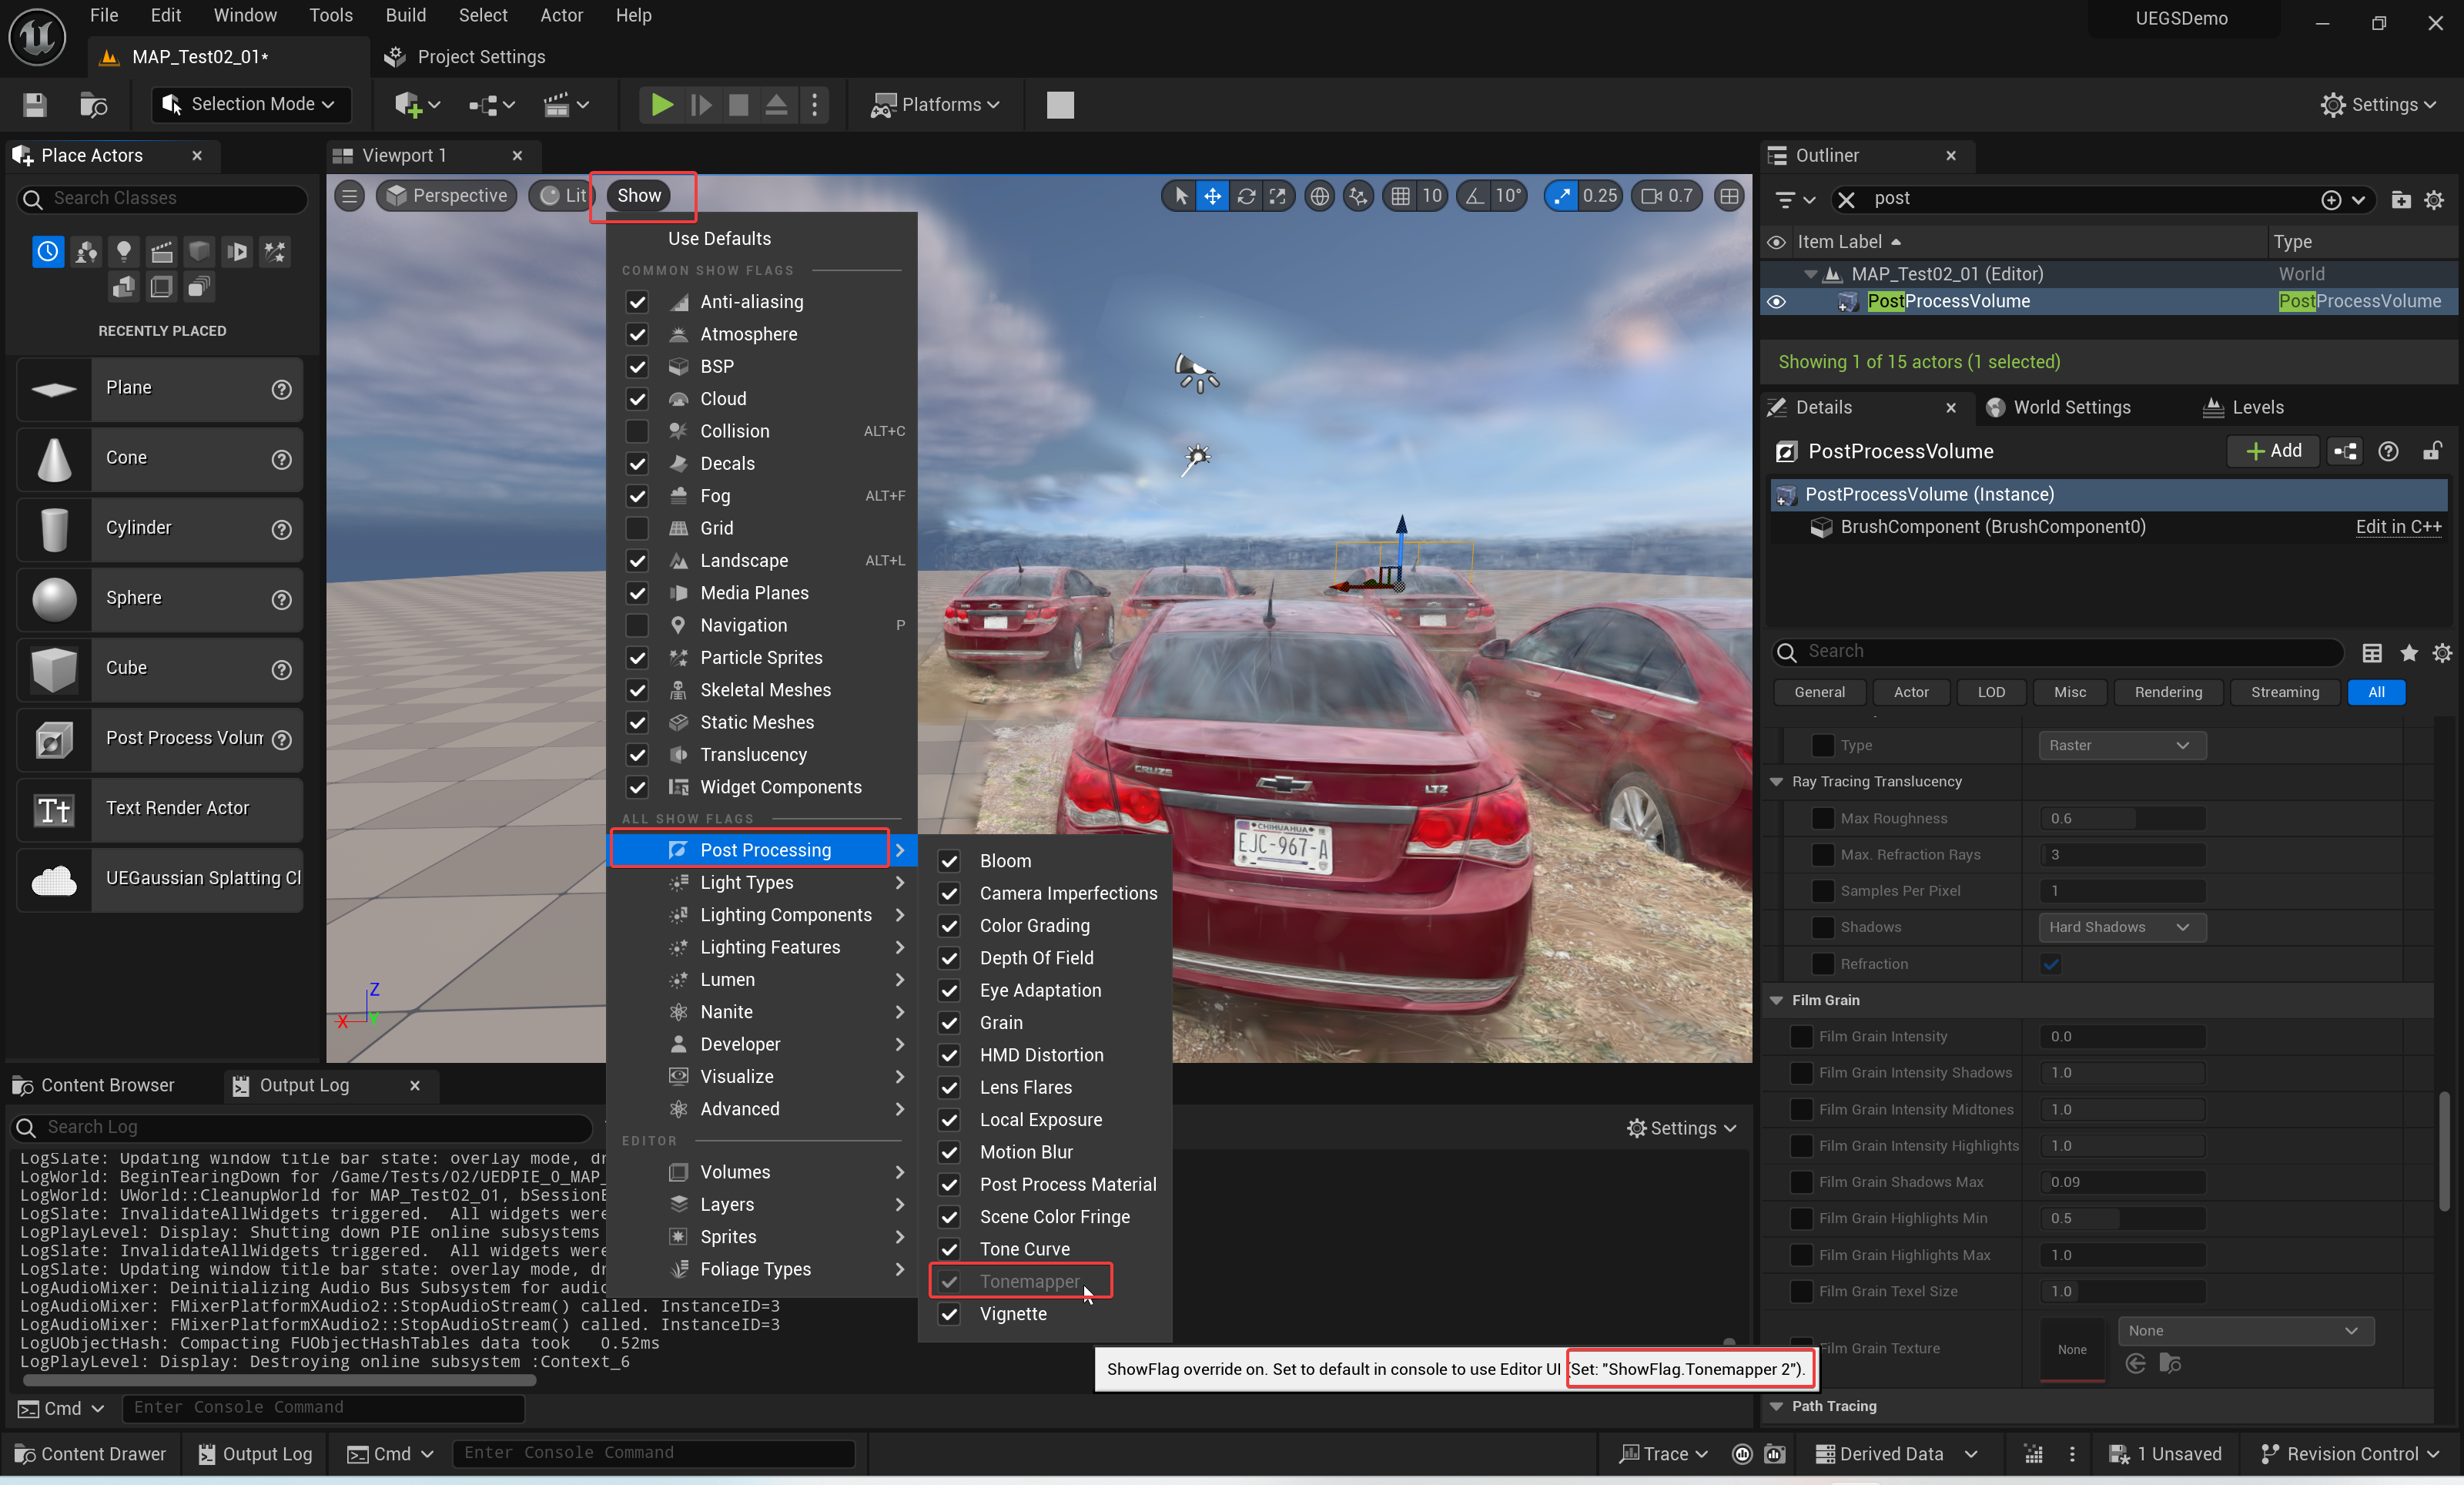 File Edit Window Tools Build Select Actor Help
UEGSDemo
MAP_Test02_01*
Project Settings
Selection Mode
Platforms
Settings
Place Actors
Viewport 1
Outliner
Search Classes
Perspective
Lit
Show
10
10°
0.25
0.7
post
Item Label
Type
MAP_Test02_01 (Editor)
World
PostProcessVolume
PostProcessVolume
Showing 1 of 15 actors (1 selected)
RECENTLY PLACED
Plane
Cone
Cylinder
Sphere
Cube
Post Process Volum
Text Render Actor
Tt
UEGaussian Splatting Cl
Use Defaults
COMMON SHOW FLAGS
Anti-aliasing
Atmosphere
BSP
Cloud
Collision ALT+C
Decals
Fog ALT+F
Grid
Landscape ALT+L
Media Planes
Navigation P
Particle Sprites
Skeletal Meshes
Static Meshes
Translucency
Widget Components
ALL SHOW FLAGS
Post Processing
Light Types
Lighting Components
Lighting Features
Lumen
Nanite
Developer
Visualize
Advanced
EDITOR
Volumes
Layers
Sprites
Foliage Types
Bloom
Camera Imperfections
Color Grading
Depth Of Field
Eye Adaptation
Grain
HMD Distortion
Lens Flares
Local Exposure
Motion Blur
Post Process Material
Scene Color Fringe
Tone Curve
Tonemapper
Vignette
ShowFlag override on. Set to default in console to use Editor UI (Set: "ShowFlag.Tonemapper 2").
CRUZE
LTZ
CHIHUAHUA
EJC-967-A
Z
X
Y
Details
World Settings
Levels
PostProcessVolume
Add
PostProcessVolume (Instance)
BrushComponent (BrushComponent0)
Edit in C++
Search
General
Actor
LOD
Misc
Rendering
Streaming
All
Type
Raster
Ray Tracing Translucency
Max Roughness
0.6
Max. Refraction Rays
3
Samples Per Pixel
1
Shadows
Hard Shadows
Refraction
Film Grain
Film Grain Intensity
0.0
Film Grain Intensity Shadows
1.0
Film Grain Intensity Midtones
1.0
Film Grain Intensity Highlights
1.0
Film Grain Shadows Max
0.09
Film Grain Highlights Min
0.5
Film Grain Highlights Max
1.0
Film Grain Texel Size
1.0
Film Grain Texture
None
None
Path Tracing
Content Browser
Output Log
Search Log
Settings
LogSlate: Updating window title bar state: overlay mode, dr
LogWorld: BeginTearingDown for /Game/Tests/02/UEDPIE_0_MAP_
LogWorld: UWorld::CleanupWorld for MAP_Test02_01, bSessionE
LogSlate: InvalidateAllWidgets triggered.  All widgets were
LogPlayLevel: Display: Shutting down PIE online subsystems
LogSlate: InvalidateAllWidgets triggered.  All widgets were
LogSlate: Updating window title bar state: overlay mode, dr
LogAudioMixer: Deinitializing Audio Bus Subsystem for audio
LogAudioMixer: FMixerPlatformXAudio2::StopAudioStream() called. InstanceID=3
LogAudioMixer: FMixerPlatformXAudio2::StopAudioStream() called. InstanceID=3
LogUObjectHash: Compacting FUObjectHashTables data took   0.52ms
LogPlayLevel: Display: Destroying online subsystem :Context_6
Cmd
Enter Console Command
Content Drawer
Output Log
Cmd
Enter Console Command
Trace
Derived Data
1 Unsaved
Revision Control